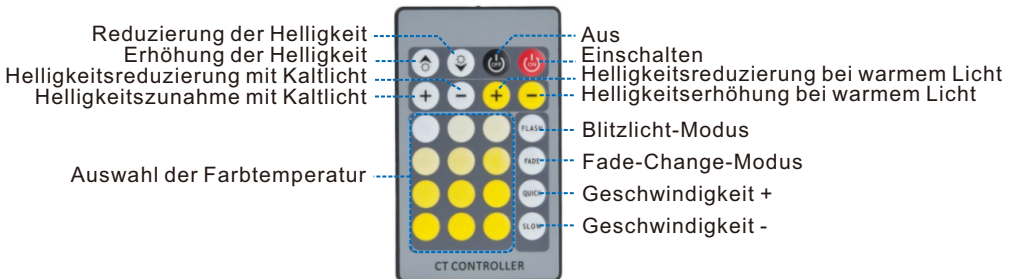 Reduzierung der Helligkeit
Erhöhung der Helligkeit
Helligkeitsreduzierung mit Kaltlicht
Helligkeitszunahme mit Kaltlicht
Auswahl der Farbtemperatur
OFF
ON
+ - + -
FLASH
FADE
QUICK
SLOW
CT CONTROLLER
Aus
Einschalten
Helligkeitsreduzierung bei warmem Licht
Helligkeitserhöhung bei warmem Licht
Blitzlicht-Modus
Fade-Change-Modus
Geschwindigkeit +
Geschwindigkeit -